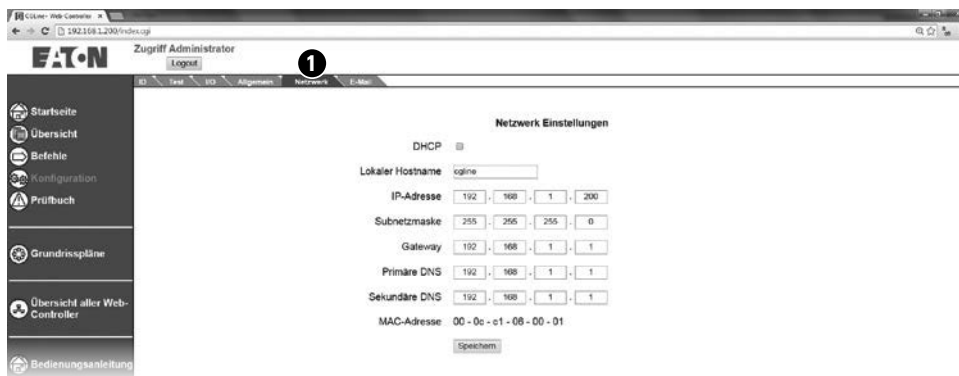 CGLine+ Web-Controller
192.168.1.200/index.cgi
EATON
Zugriff Administrator
Logout
1
ID Test I/O Allgemein Netzwerk E-Mail
Startseite
Übersicht
Befehle
Konfiguration
Prüfbuch
Grundrisspläne
Übersicht aller Web-
Controller
Bedienungsanleitung
Netzwerk Einstellungen
DHCP
Lokaler Hostname cgline
IP-Adresse 192 . 168 . 1 . 200
Subnetzmaske 255 . 255 . 255 . 0
Gateway 192 . 168 . 1 . 1
Primäre DNS 192 . 168 . 1 . 1
Sekundäre DNS 192 . 168 . 1 . 1
MAC-Adresse 00 - 0c - c1 - 06 - 00 - 01
Speichern